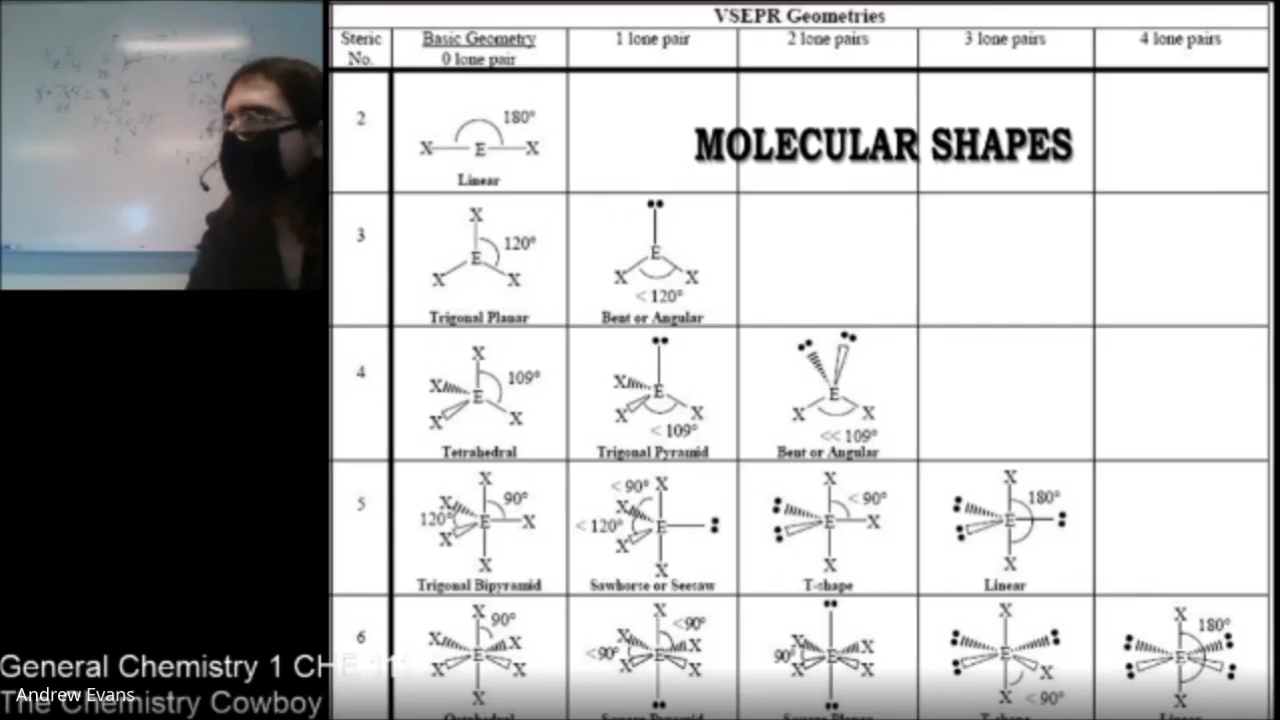 VSEPR Geometries
Steric No. Basic Geometry 0 lone pair 1 lone pair 2 lone pairs 3 lone pairs 4 lone pairs
MOLECULAR SHAPES
2
180°
X E X
Linear
3
X
120°
E
X X
Trigonal Planar
E
X X
< 120°
Bent or Angular
4
X
109°
X
E
X X
Tetrahedral
X
E
X X
< 109°
Trigonal Pyramid
E
X X
<< 109°
Bent or Angular
5
X
90°
X
120° E X
X
X
Trigonal Bipyramid
< 90° X
X
< 120° E
X
X
Sawhorse or Seesaw
X
< 90°
E X
X
T-shape
X
180°
E
X
Linear
6
X
90°
X X
E
X X
X
X
<90°
X X
<90° E
X X
X X
90° E
X X
X
E
X
X < 90°
X
180°
E
X
General Chemistry 1
The Chemistry Cowboy
Andrew Evans